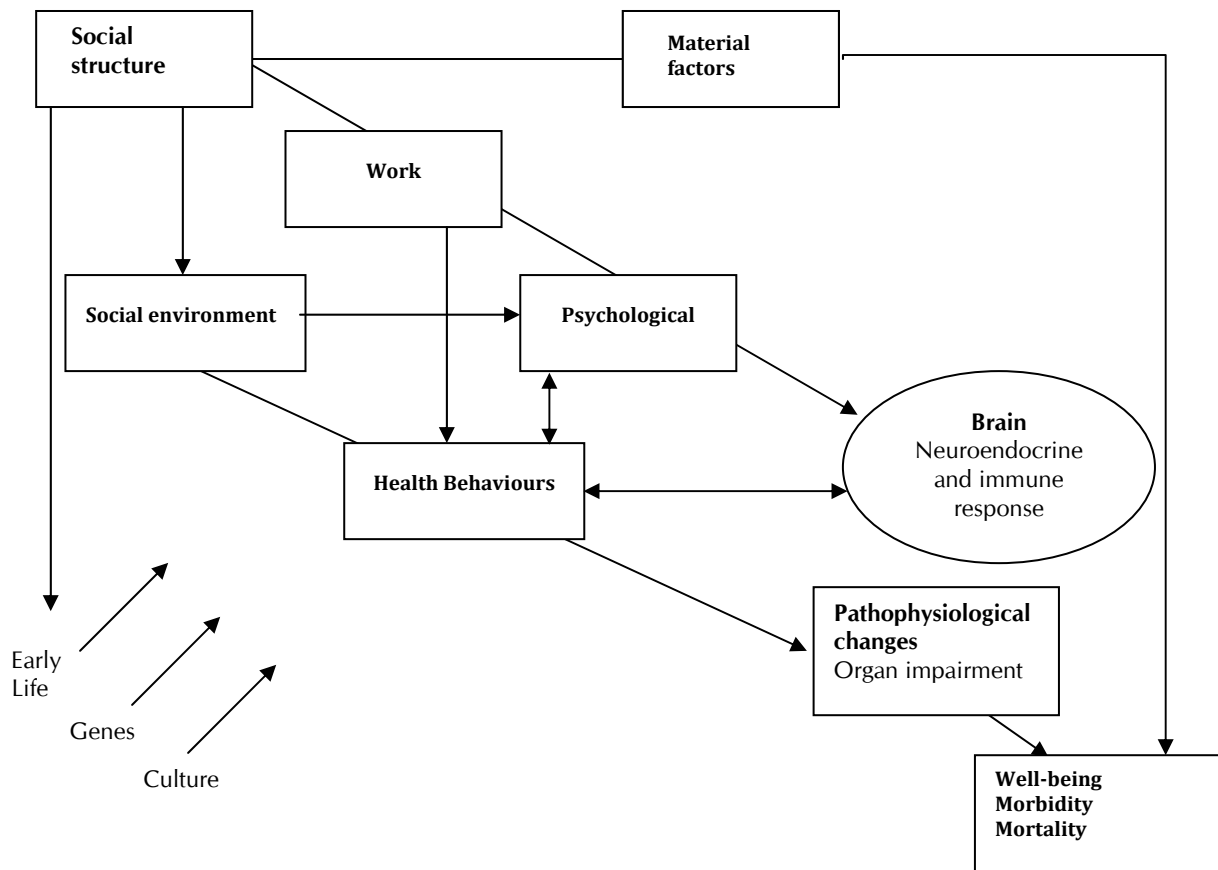 Social
structure
Material
factors
Work
Social environment
Psychological
Brain
Neuroendocrine
and immune
response
Health Behaviours
Pathophysiological
changes
Organ impairment
Early
Life
Genes
Culture
Well-being
Morbidity
Mortality